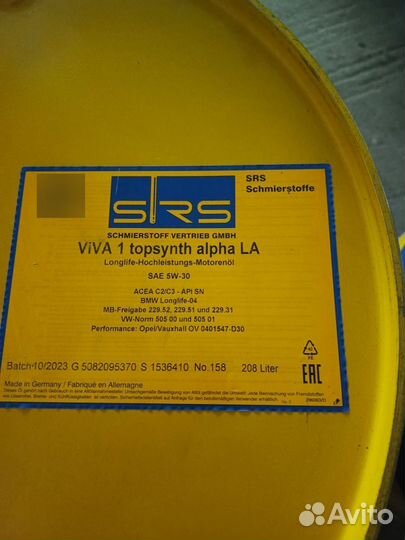 SRS
Schmierstoffe
SRS
SCHMIERSTOFF VERTRIEB GMBH
ViVA 1 topsynth alpha LA
Longlife-Hochleistungs-Motorenöl
SAE 5W-30
ACEA C2/C3 - API SN
BMW Longlife-04
MB-Freigabe 229.52, 229.51 und 229.31
VW-Norm 505 00 und 505 01
Performance: Opel/Vauxhall OV 0401547-D30
Batch 10/2023 G 5082095370 S 1536410 No.158 208 Liter
Made in Germany / Fabriqué en Allemagne
EAC
Avito